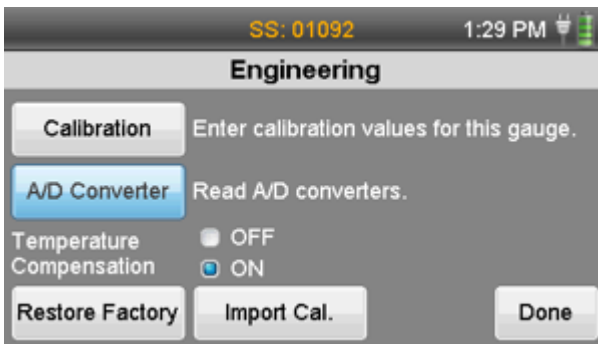 SS: 01092 1:29 PM
Engineering
Calibration Enter calibration values for this gauge.
A/D Converter Read A/D converters.
Temperature OFF
Compensation ON
Restore Factory Import Cal. Done